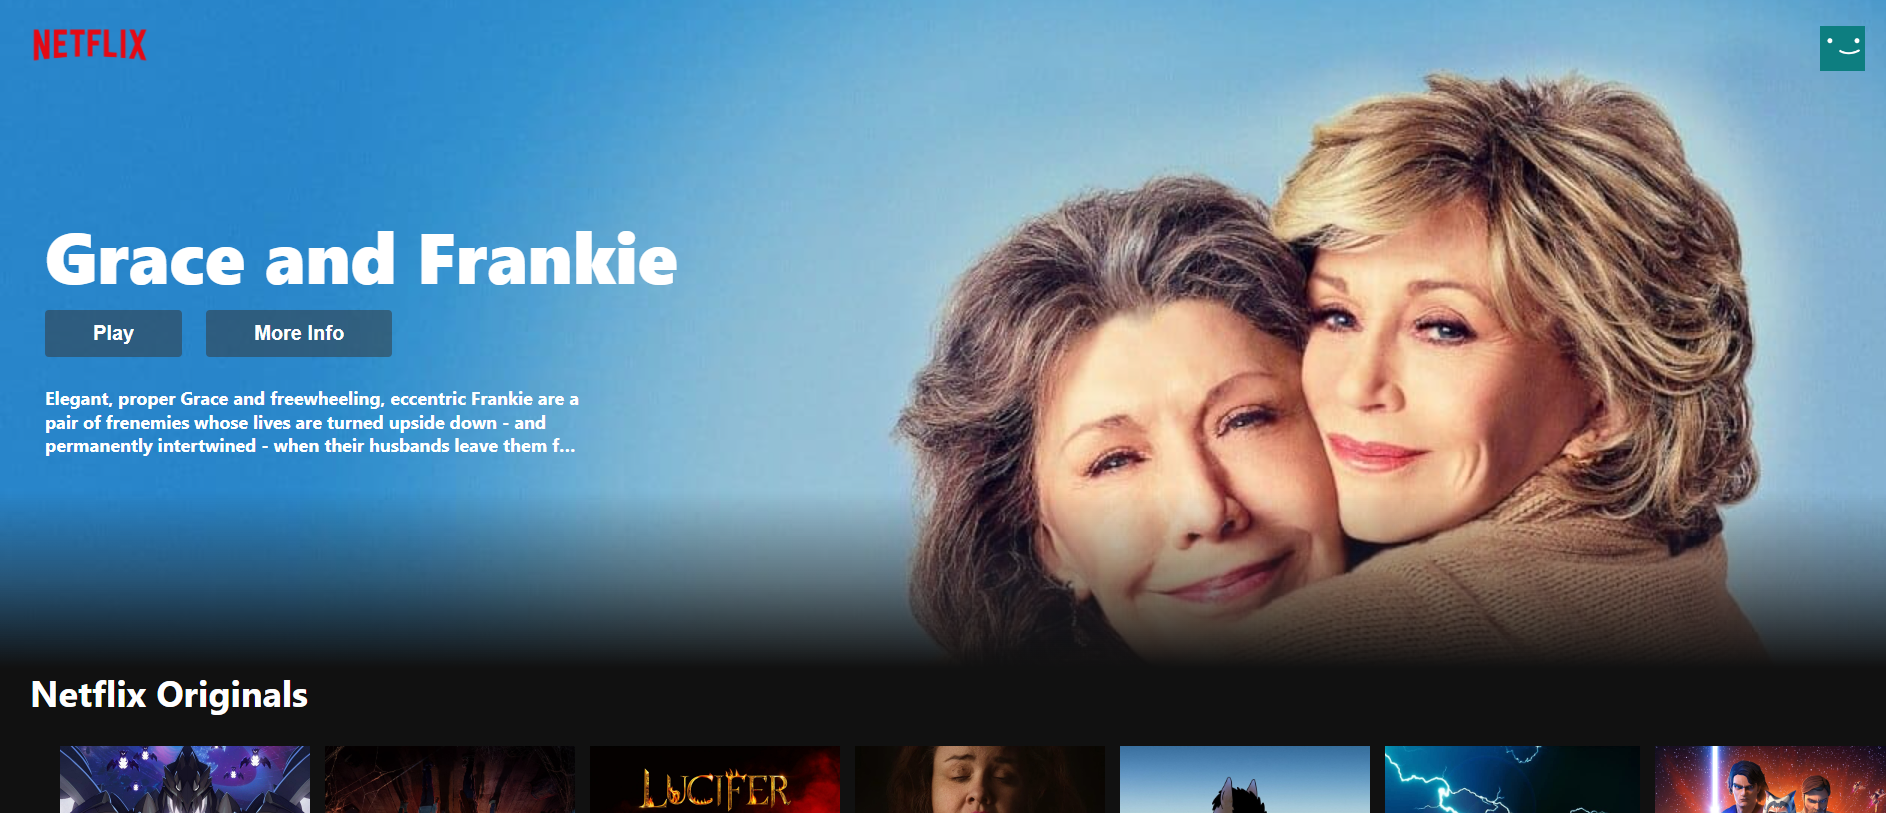 NETFLIX
Grace and Frankie
Play
More Info
Elegant, proper Grace and freewheeling, eccentric Frankie are a
pair of frenemies whose lives are turned upside down - and
permanently intertwined - when their husbands leave them f...
Netflix Originals
LUCIFER